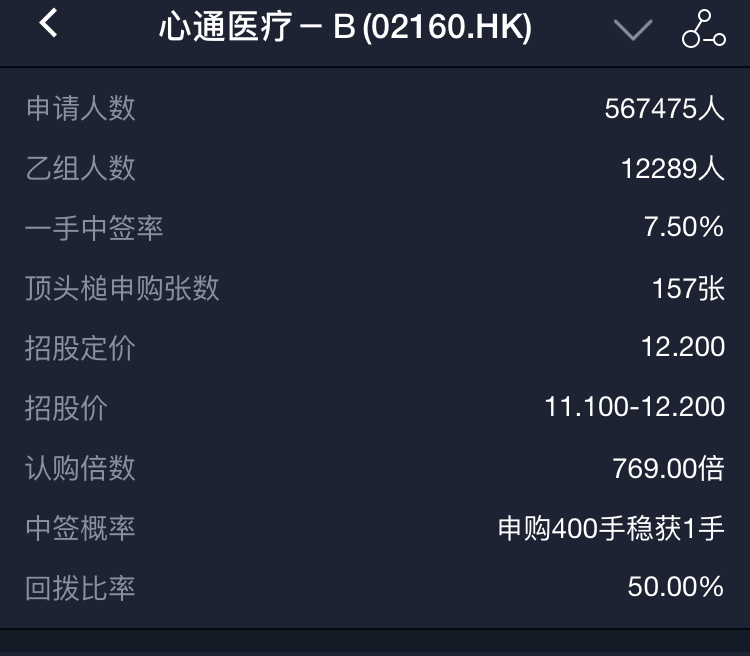 心通医疗－B(02160.HK)
申请人数 567475人
乙组人数 12289人
一手中签率 7.50%
顶头槌申购张数 157张
招股定价 12.200
招股价 11.100-12.200
认购倍数 769.00倍
中签概率 申购400手稳获1手
回拨比率 50.00%